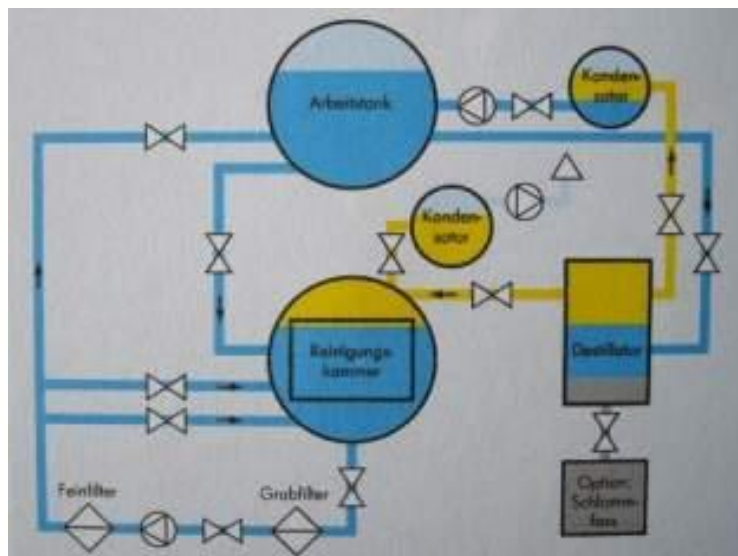 Arbeitstank
Konden-
sator
Konden-
sator
Reinigungs-
kammer
Destillator
Feinfilter
Grobfilter
Option:
Schlamm-
fass